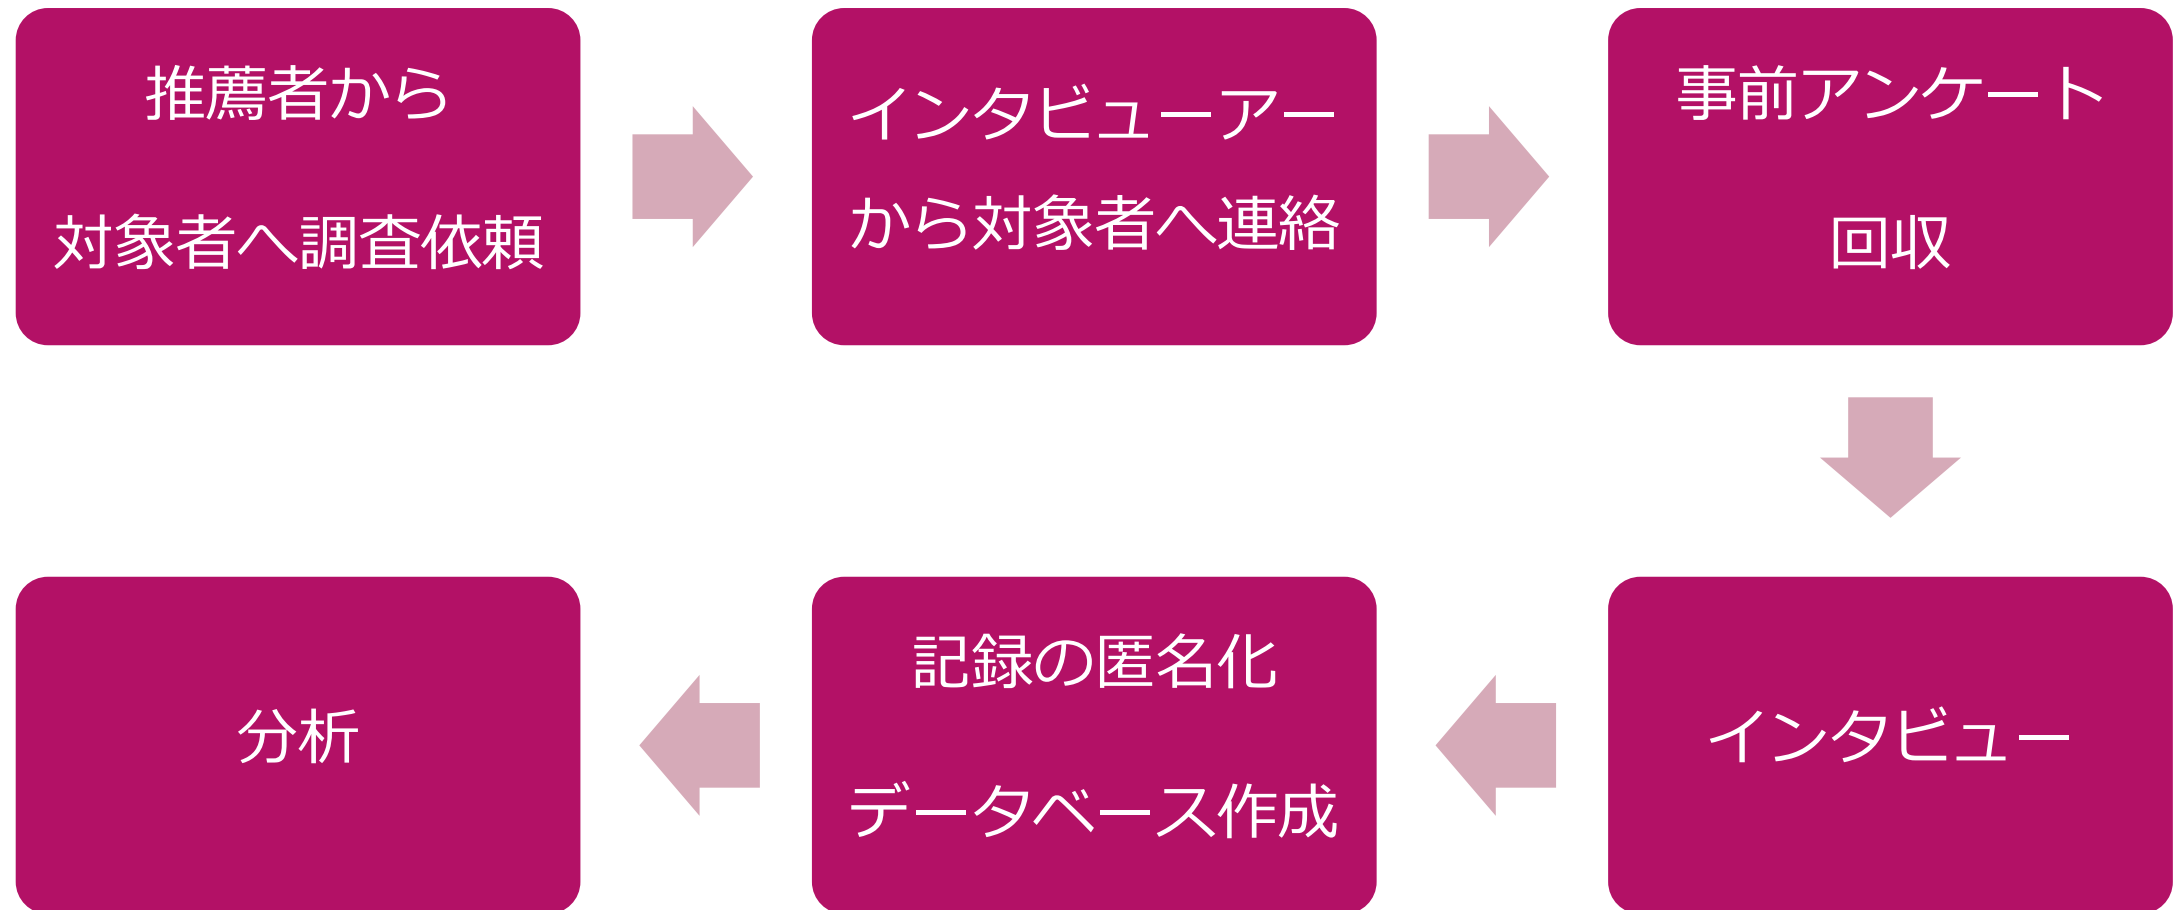 推薦者から
対象者へ調査依頼
インタビューアー
から対象者へ連絡
事前アンケート
回収
インタビュー
記録の匿名化
データベース作成
分析